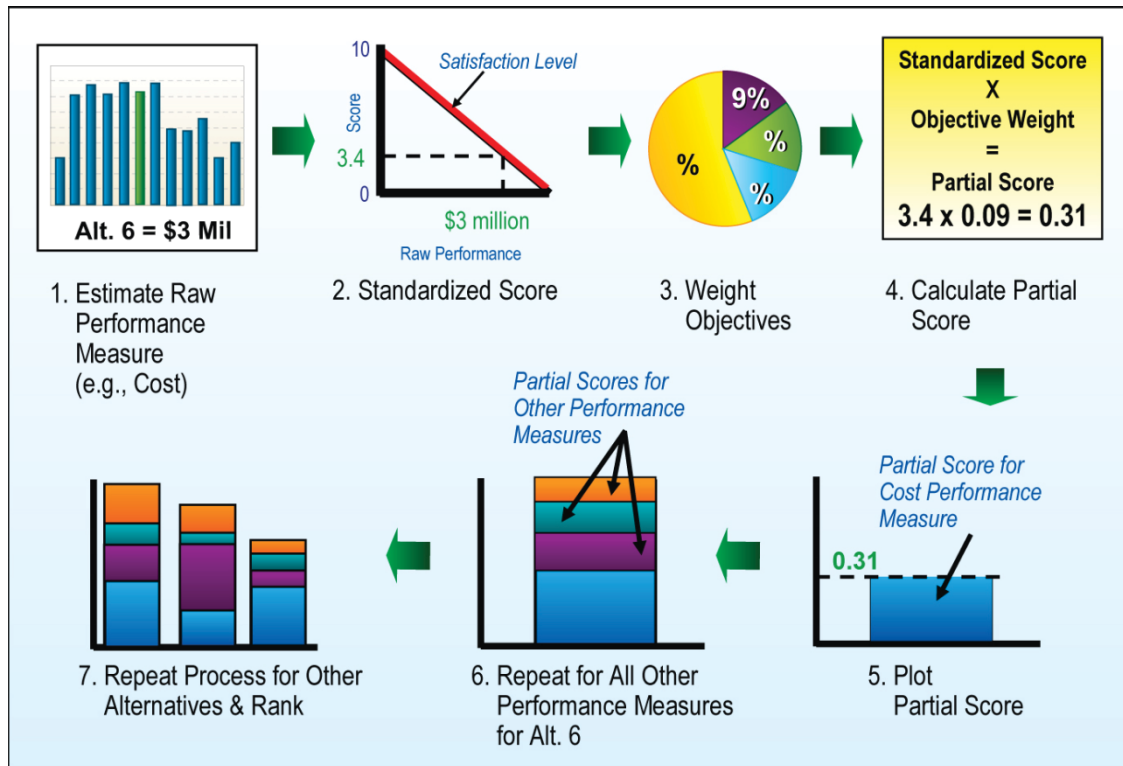 Alt. 6 = $3 Mil
1. Estimate Raw
Performance
Measure
(e.g., Cost)
10
Score
3.4
0
Satisfaction Level
$3 million
Raw Performance
2. Standardized Score
9%
%
%
%
3. Weight
Objectives
Standardized Score
X
Objective Weight
=
Partial Score
3.4 x 0.09 = 0.31
4. Calculate Partial
Score
Partial Score for
Cost Performance
Measure
0.31
5. Plot
Partial Score
Partial Scores for
Other Performance
Measures
6. Repeat for All Other
Performance Measures
for Alt. 6
7. Repeat Process for Other
Alternatives & Rank